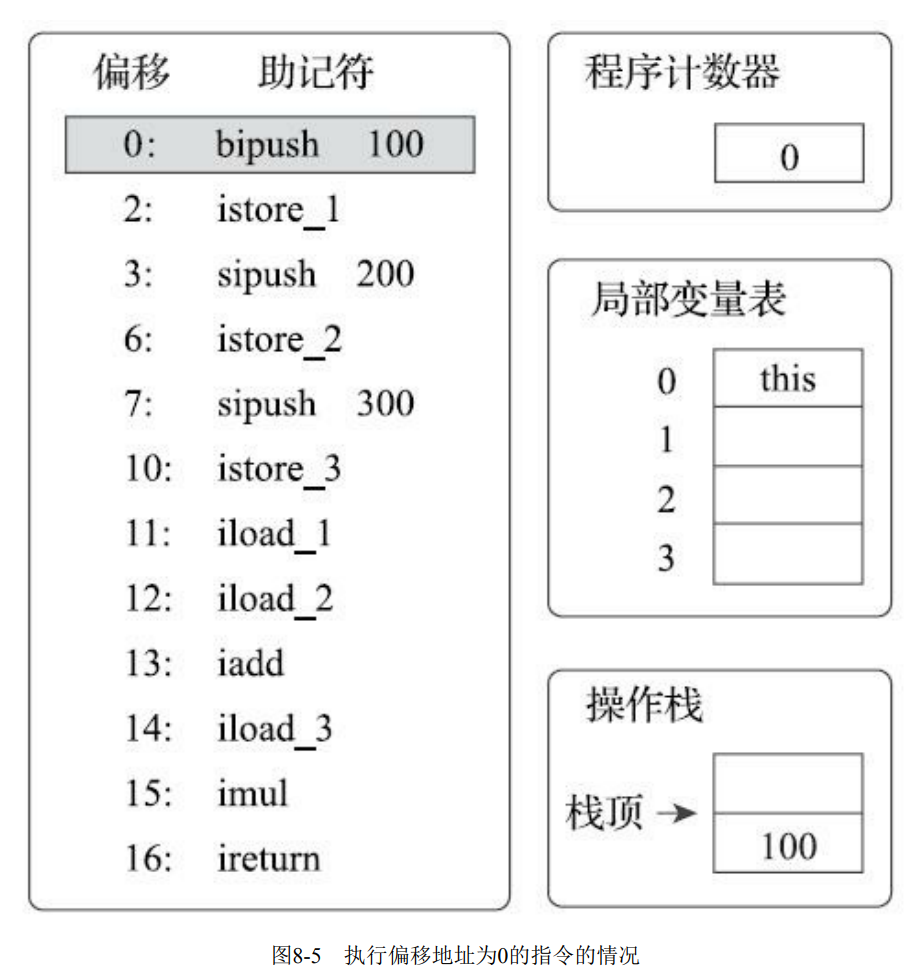 偏移 助记符
0: bipush 100
2: istore_1
3: sipush 200
6: istore_2
7: sipush 300
10: istore_3
11: iload_1
12: iload_2
13: iadd
14: iload_3
15: imul
16: ireturn
程序计数器
0
局部变量表
0 this
1
2
3
操作栈
栈顶
100
图8-5 执行偏移地址为0的指令的情况